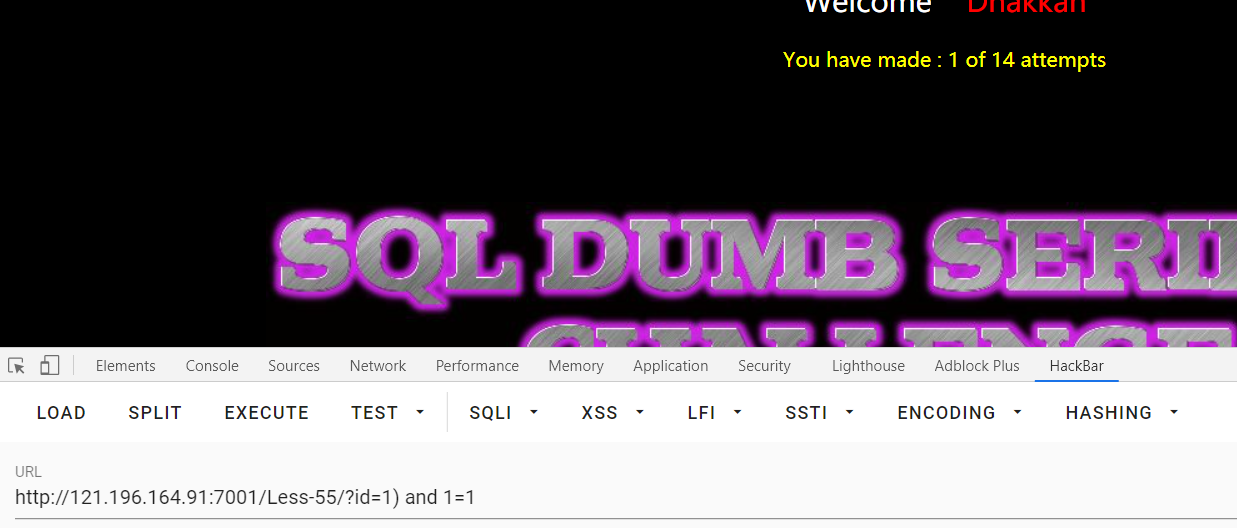 Welcome Dhakkan
You have made : 1 of 14 attempts
SQL DUMB SERI
CHALLENGE
Elements Console Sources Network Performance Memory Application Security Lighthouse Adblock Plus HackBar
LOAD SPLIT EXECUTE TEST SQLI XSS LFI SSTI ENCODING HASHING
URL
http://121.196.164.91:7001/Less-55/?id=1) and 1=1